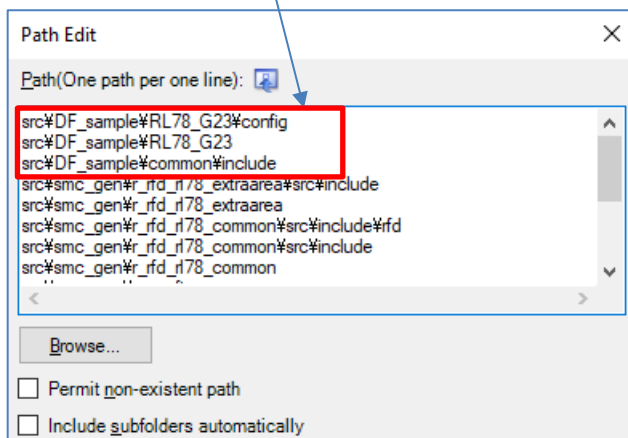 Path Edit
Path(One path per one line):
src¥DF_sample¥RL78_G23¥config
src¥DF_sample¥RL78_G23
src¥DF_sample¥common¥include
src¥smc_gen¥r_rfd_rl78_extraarea¥src¥include
src¥smc_gen¥r_rfd_rl78_extraarea
src¥smc_gen¥r_rfd_rl78_common¥src¥include¥rfd
src¥smc_gen¥r_rfd_rl78_common¥src¥include
src¥smc_gen¥r_rfd_rl78_common
Browse...
Permit non-existent path
Include subfolders automatically